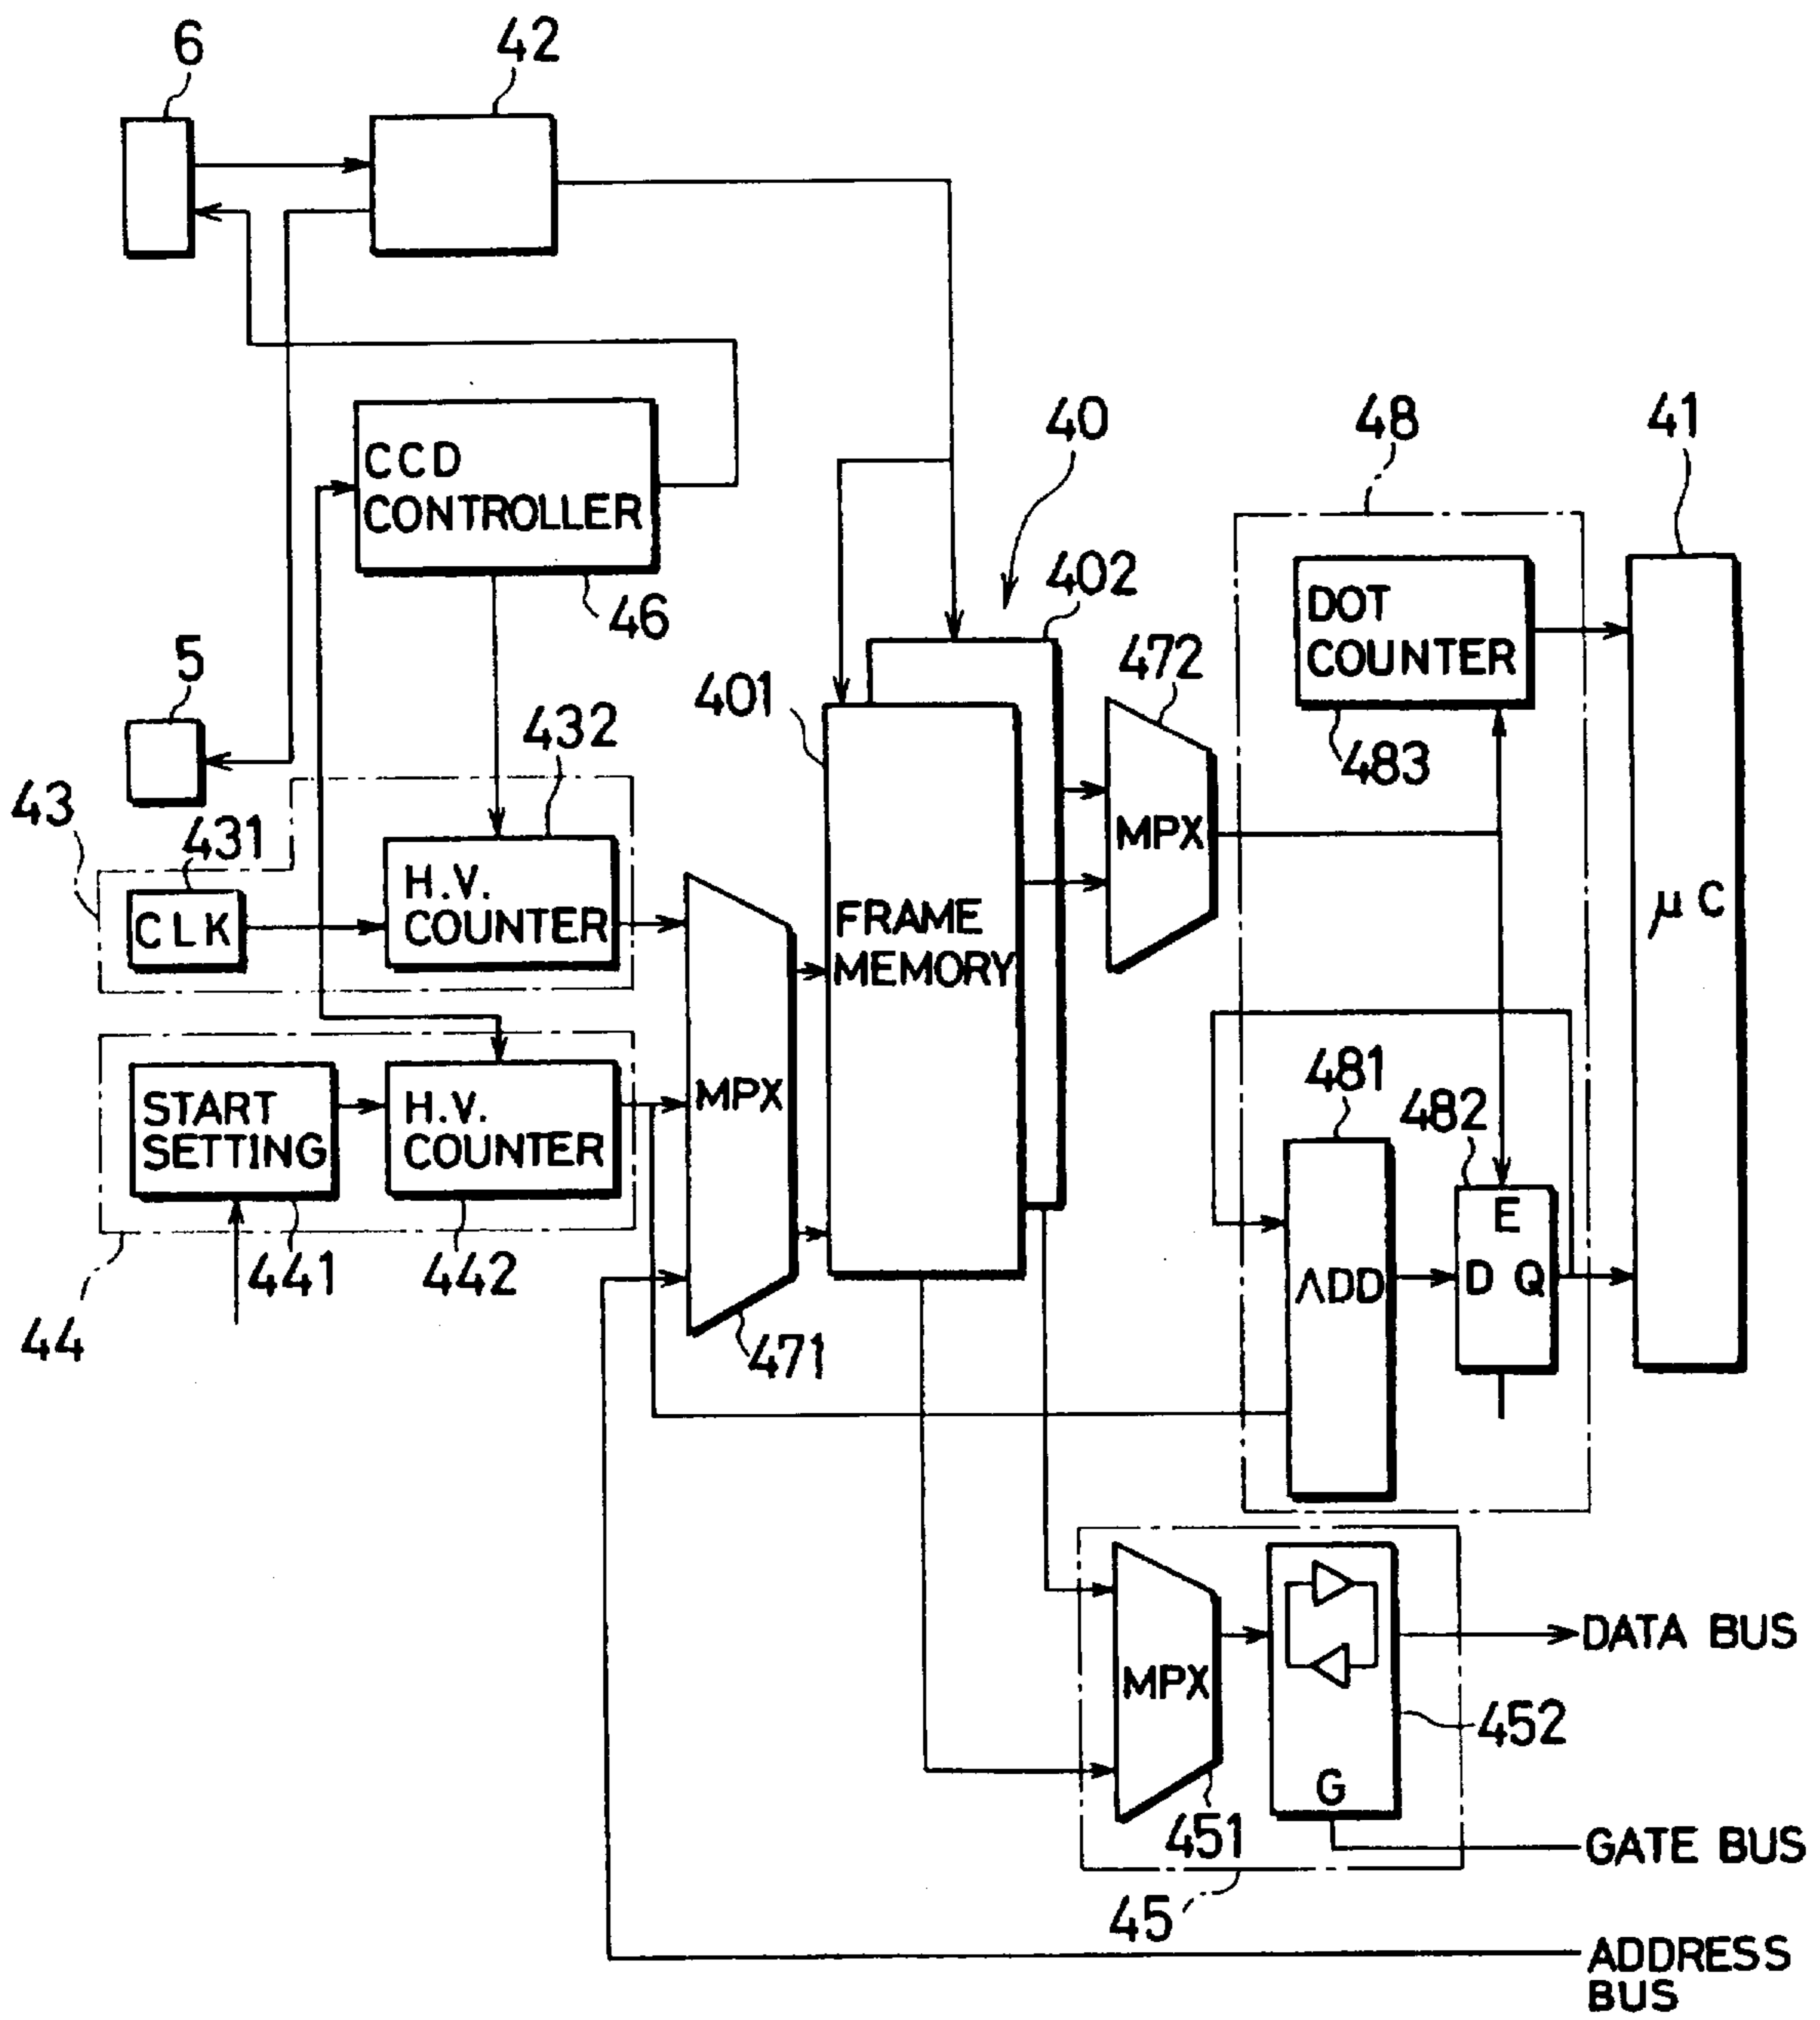 6
42
CCD
CONTROLLER
46
40
48
41
402
DOT
COUNTER
483
472
5
401
432
43
431
CLK
H.V.
COUNTER
MPX
FRAME
MEMORY
μC
START
SETTING
H.V.
COUNTER
MPX
481
482
E
D Q
ADD
441
442
44
471
MPX
DATA BUS
452
G
451
GATE BUS
45
ADDRESS
BUS